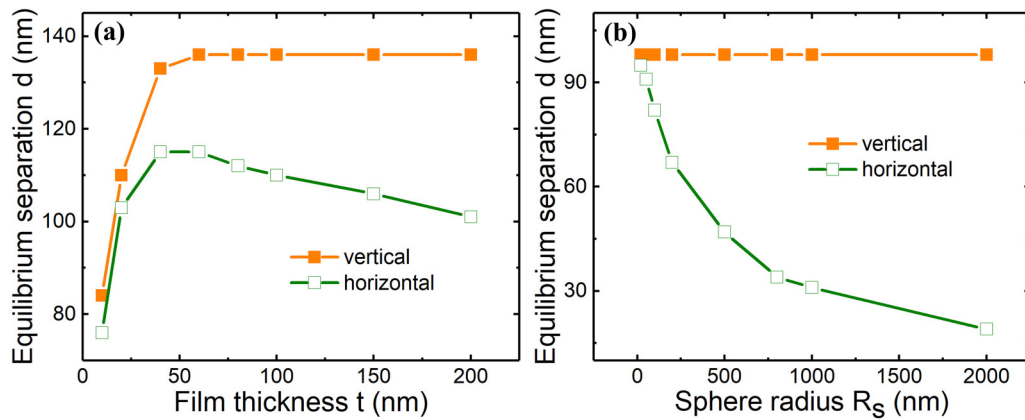 (a)
Equilibrium separation d (nm)
140
120
100
80
vertical
horizontal
0
50
100
150
200
Film thickness t (nm)
(b)
Equilibrium separation d (nm)
90
60
30
vertical
horizontal
0
500
1000
1500
2000
Sphere radius Rs (nm)